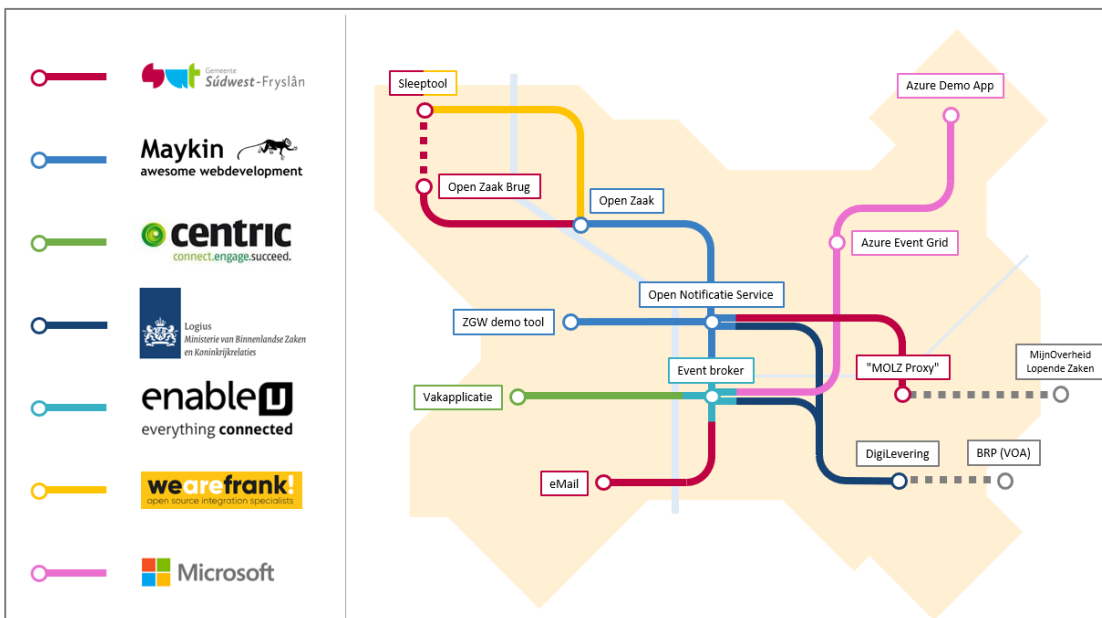 Gemeente
Súdwest-Fryslân
Maykin
awesome webdevelopment
centric
connect.engage.succeed.
Logius
Ministerie van Binnenlandse Zaken
en Koninkrijkrelaties
enable U
everything connected
wearefrank!
open source integration specialists
Microsoft
Sleeptool
Azure Demo App
Open Zaak Brug
Open Zaak
Azure Event Grid
Open Notificatie Service
ZGW demo tool
Event broker
"MOLZ Proxy"
MijnOverheid
Lopende Zaken
Vakapplicatie
DigiLevering
BRP (VOA)
eMail